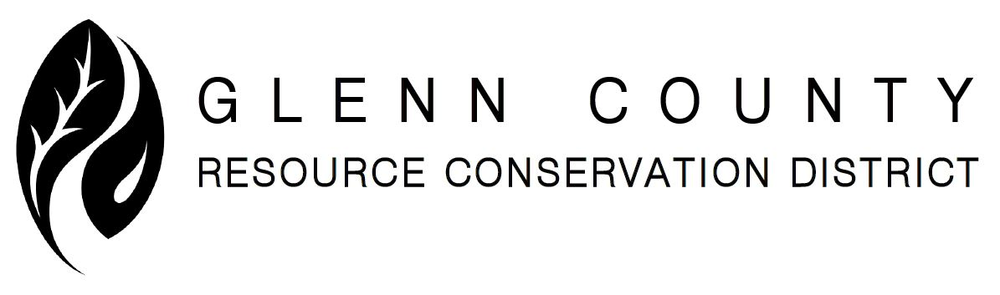 GLENN COUNTY
RESOURCE CONSERVATION DISTRICT